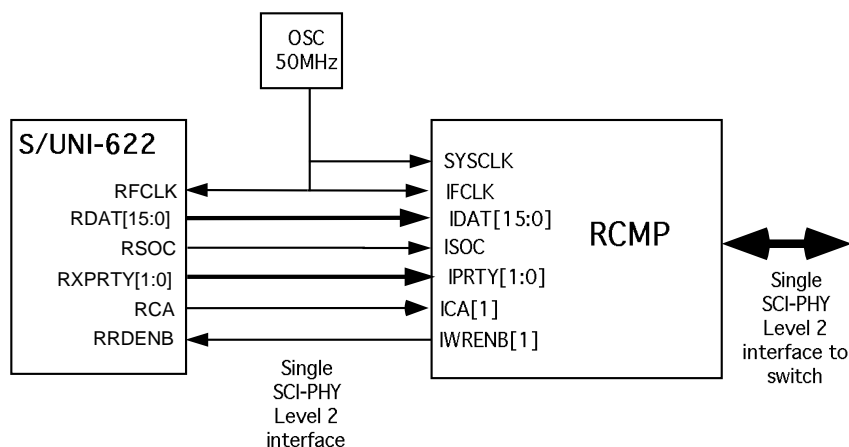 OSC
50MHz
S/UNI-622
RFCLK
RDAT[15:0]
RSOC
RXPRTY[1:0]
RCA
RRDENB
SYSCLK
IFCLK
IDAT[15:0]
ISOC
IPRTY[1:0]
ICA[1]
IWRENB[1]
RCMP
Single
SCI-PHY
Level 2
interface to
switch
Single
SCI-PHY
Level 2
interface